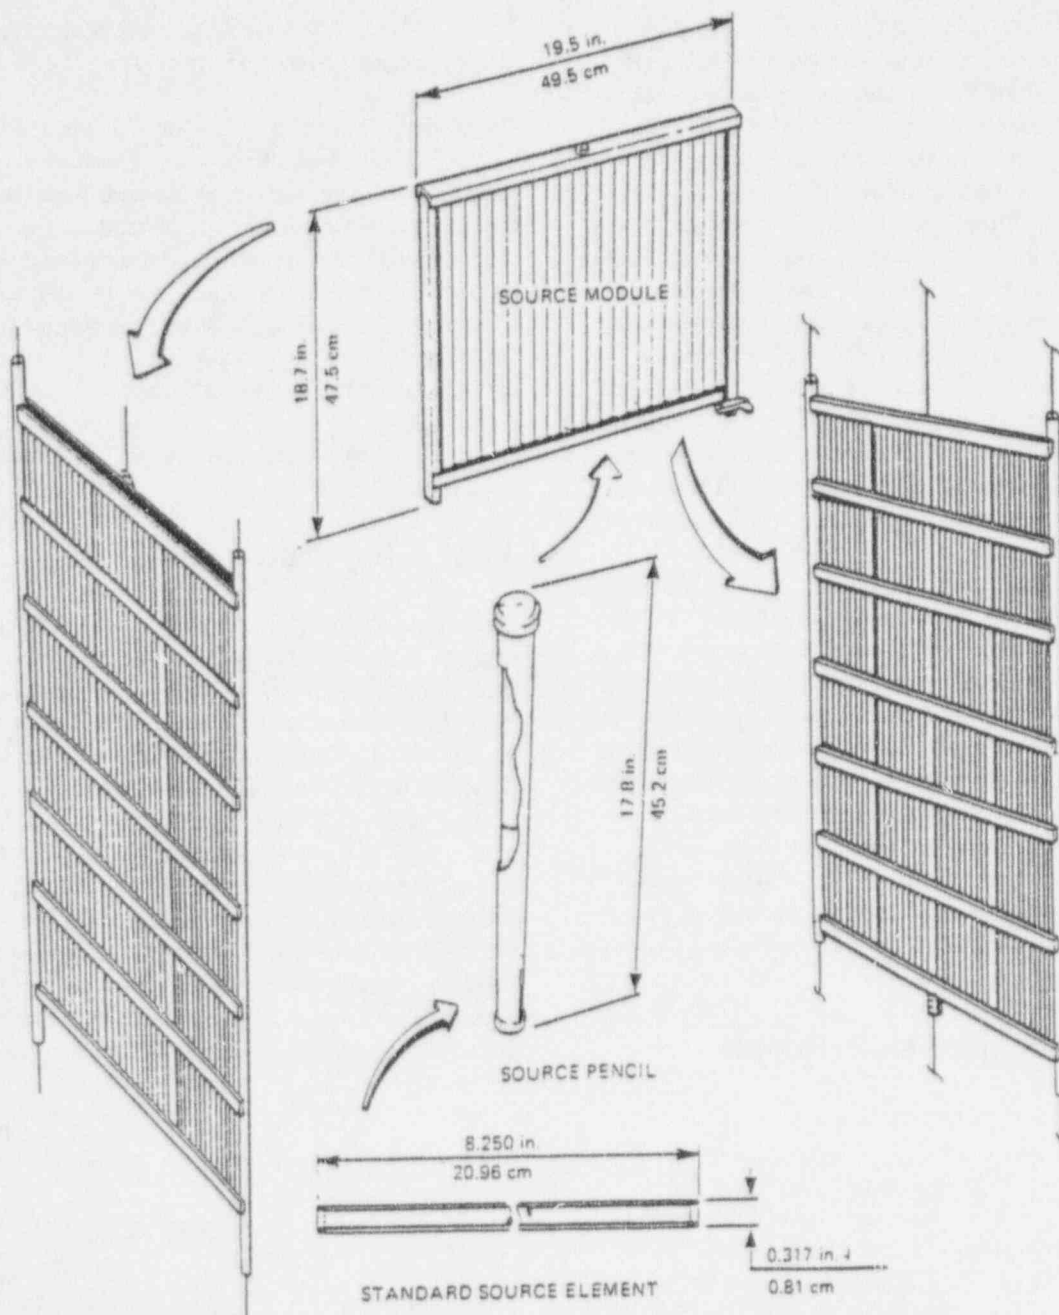 19.5 in.
49.5 cm
SOURCE MODULE
18.7 in.
47.5 cm
17.8 in.
45.2 cm
SOURCE PENCIL
8.250 in.
20.96 cm
0.317 in.
0.81 cm
STANDARD SOURCE ELEMENT